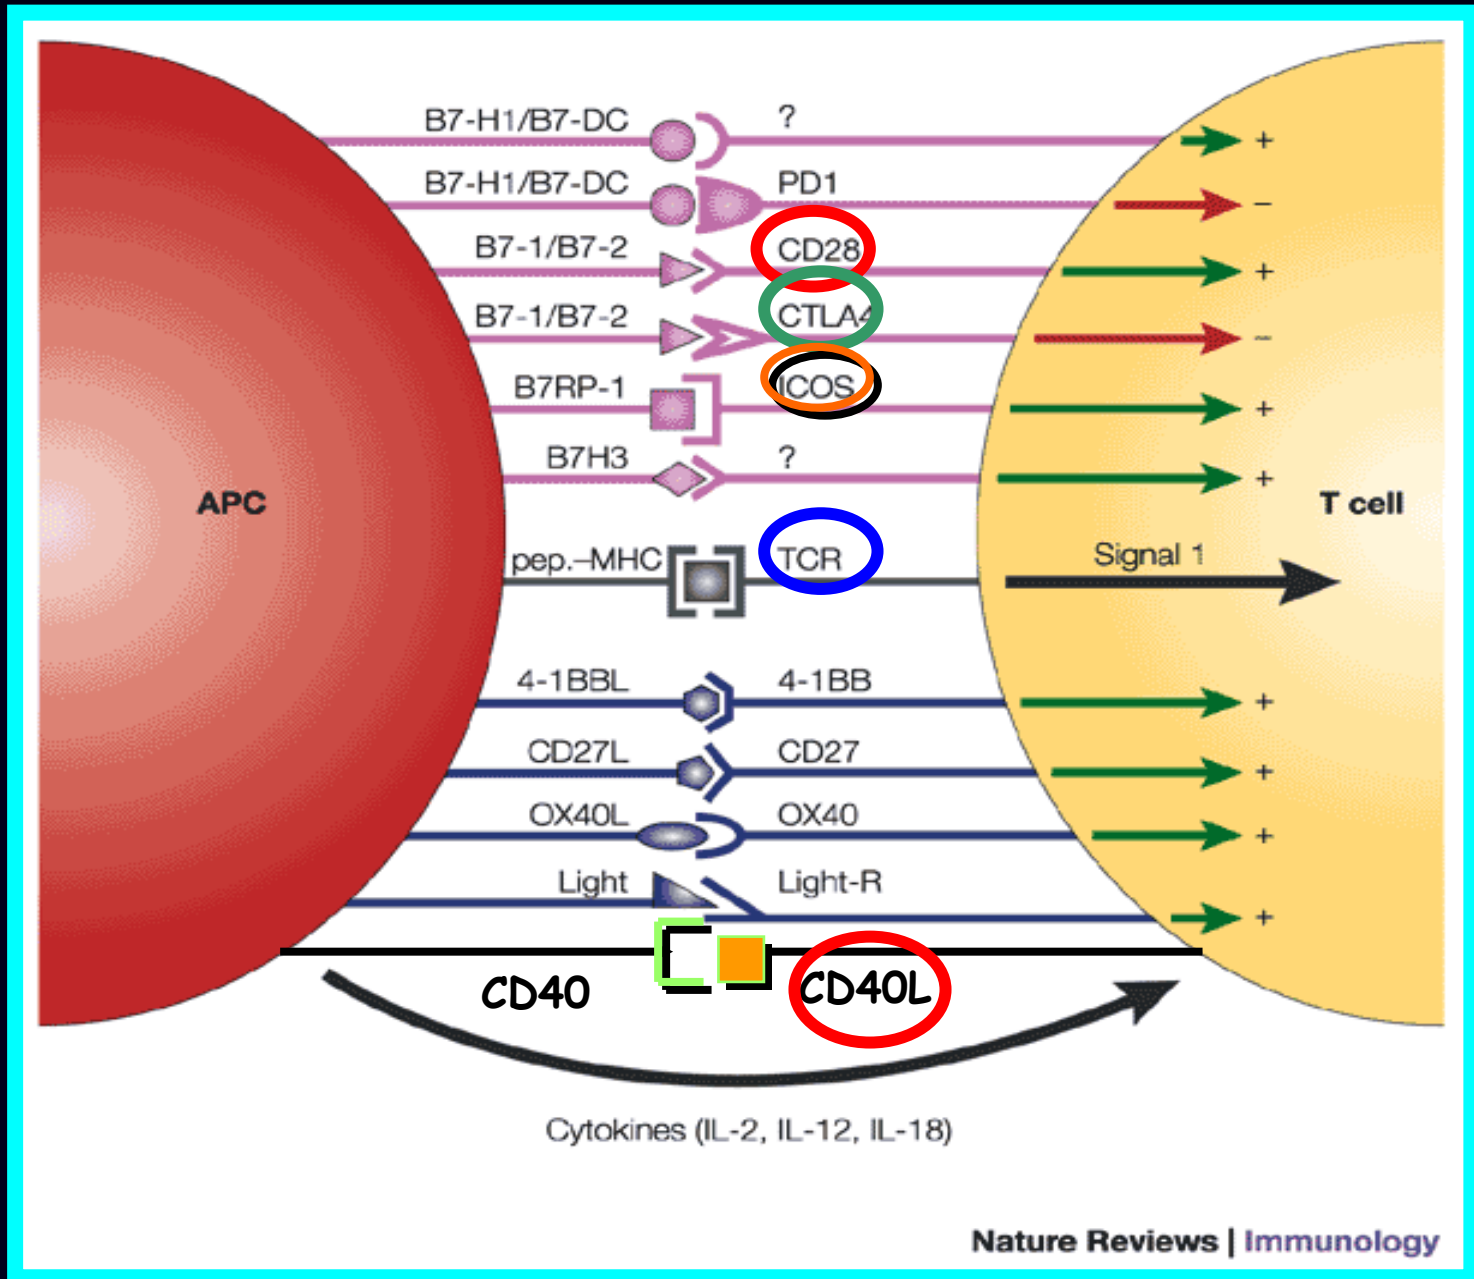 B7-H1/B7-DC ? +
B7-H1/B7-DC PD1 −
B7-1/B7-2 CD28 +
B7-1/B7-2 CTLA4 −
B7RP-1 ICOS +
B7H3 ? +
APC T cell
pep.–MHC TCR Signal 1
4-1BBL 4-1BB +
CD27L CD27 +
OX40L OX40 +
Light Light-R +
CD40 CD40L
Cytokines (IL-2, IL-12, IL-18)
Nature Reviews | Immunology